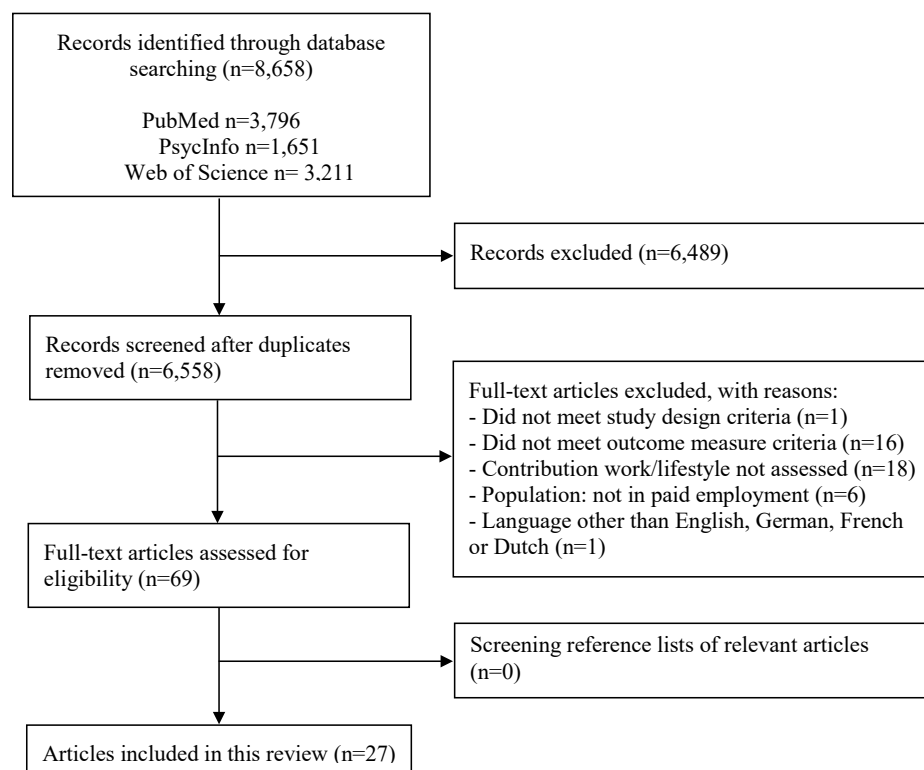 Records identified through database
searching (n=8,658)
PubMed n=3,796
PsycInfo n=1,651
Web of Science n= 3,211
Records excluded (n=6,489)
Records screened after duplicates
removed (n=6,558)
Full-text articles excluded, with reasons:
- Did not meet study design criteria (n=1)
- Did not meet outcome measure criteria (n=16)
- Contribution work/lifestyle not assessed (n=18)
- Population: not in paid employment (n=6)
- Language other than English, German, French
or Dutch (n=1)
Full-text articles assessed for
eligibility (n=69)
Screening reference lists of relevant articles
(n=0)
Articles included in this review (n=27)